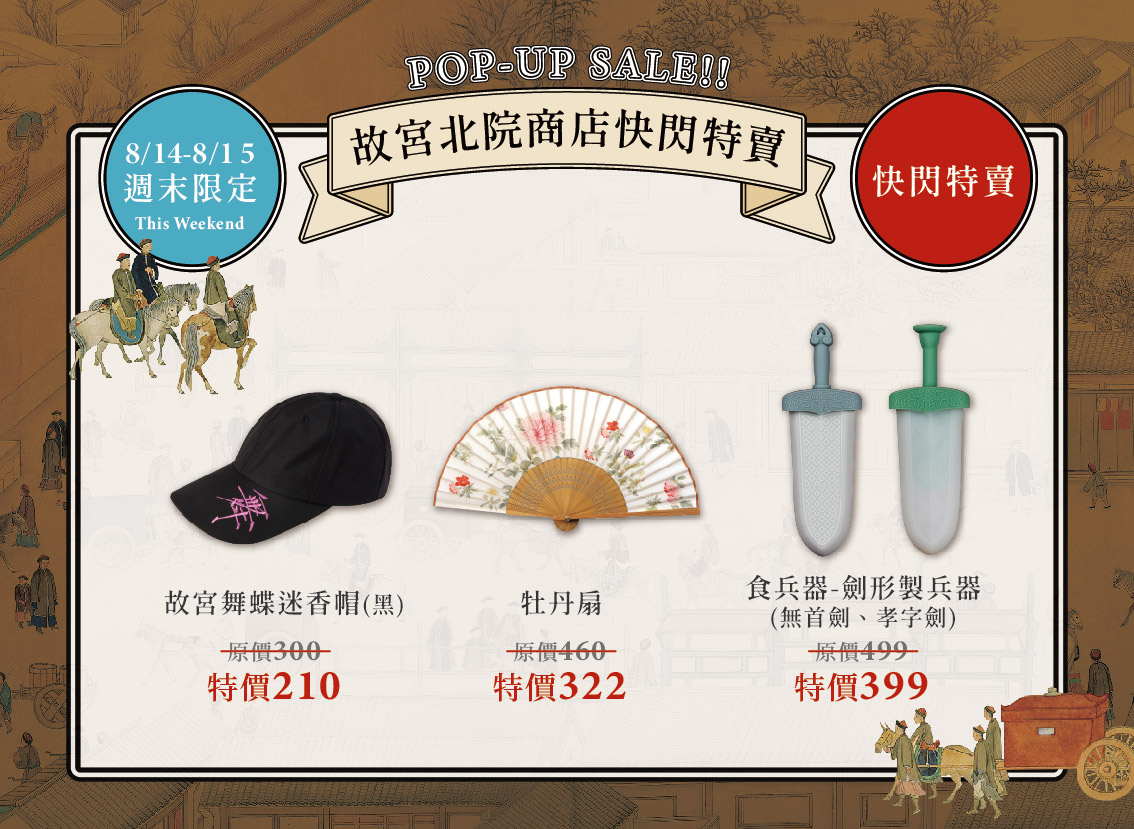 POP-UP SALE!!
故宮北院商店快閃特賣
8/14-8/15
週末限定
This Weekend
快閃特賣
故宮舞蝶迷香帽(黑)
原價300
特價210
牡丹扇
原價460
特價322
食兵器-劍形製兵器
(無首劍、孝字劍)
原價499
特價399